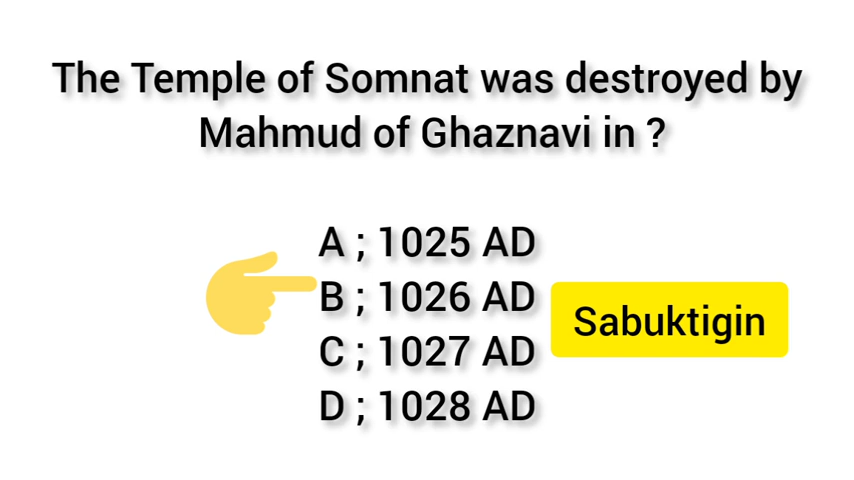 The Temple of Somnat was destroyed by
Mahmud of Ghaznavi in ?
A ; 1025 AD
B ; 1026 AD
C ; 1027 AD
D ; 1028 AD
Sabuktigin